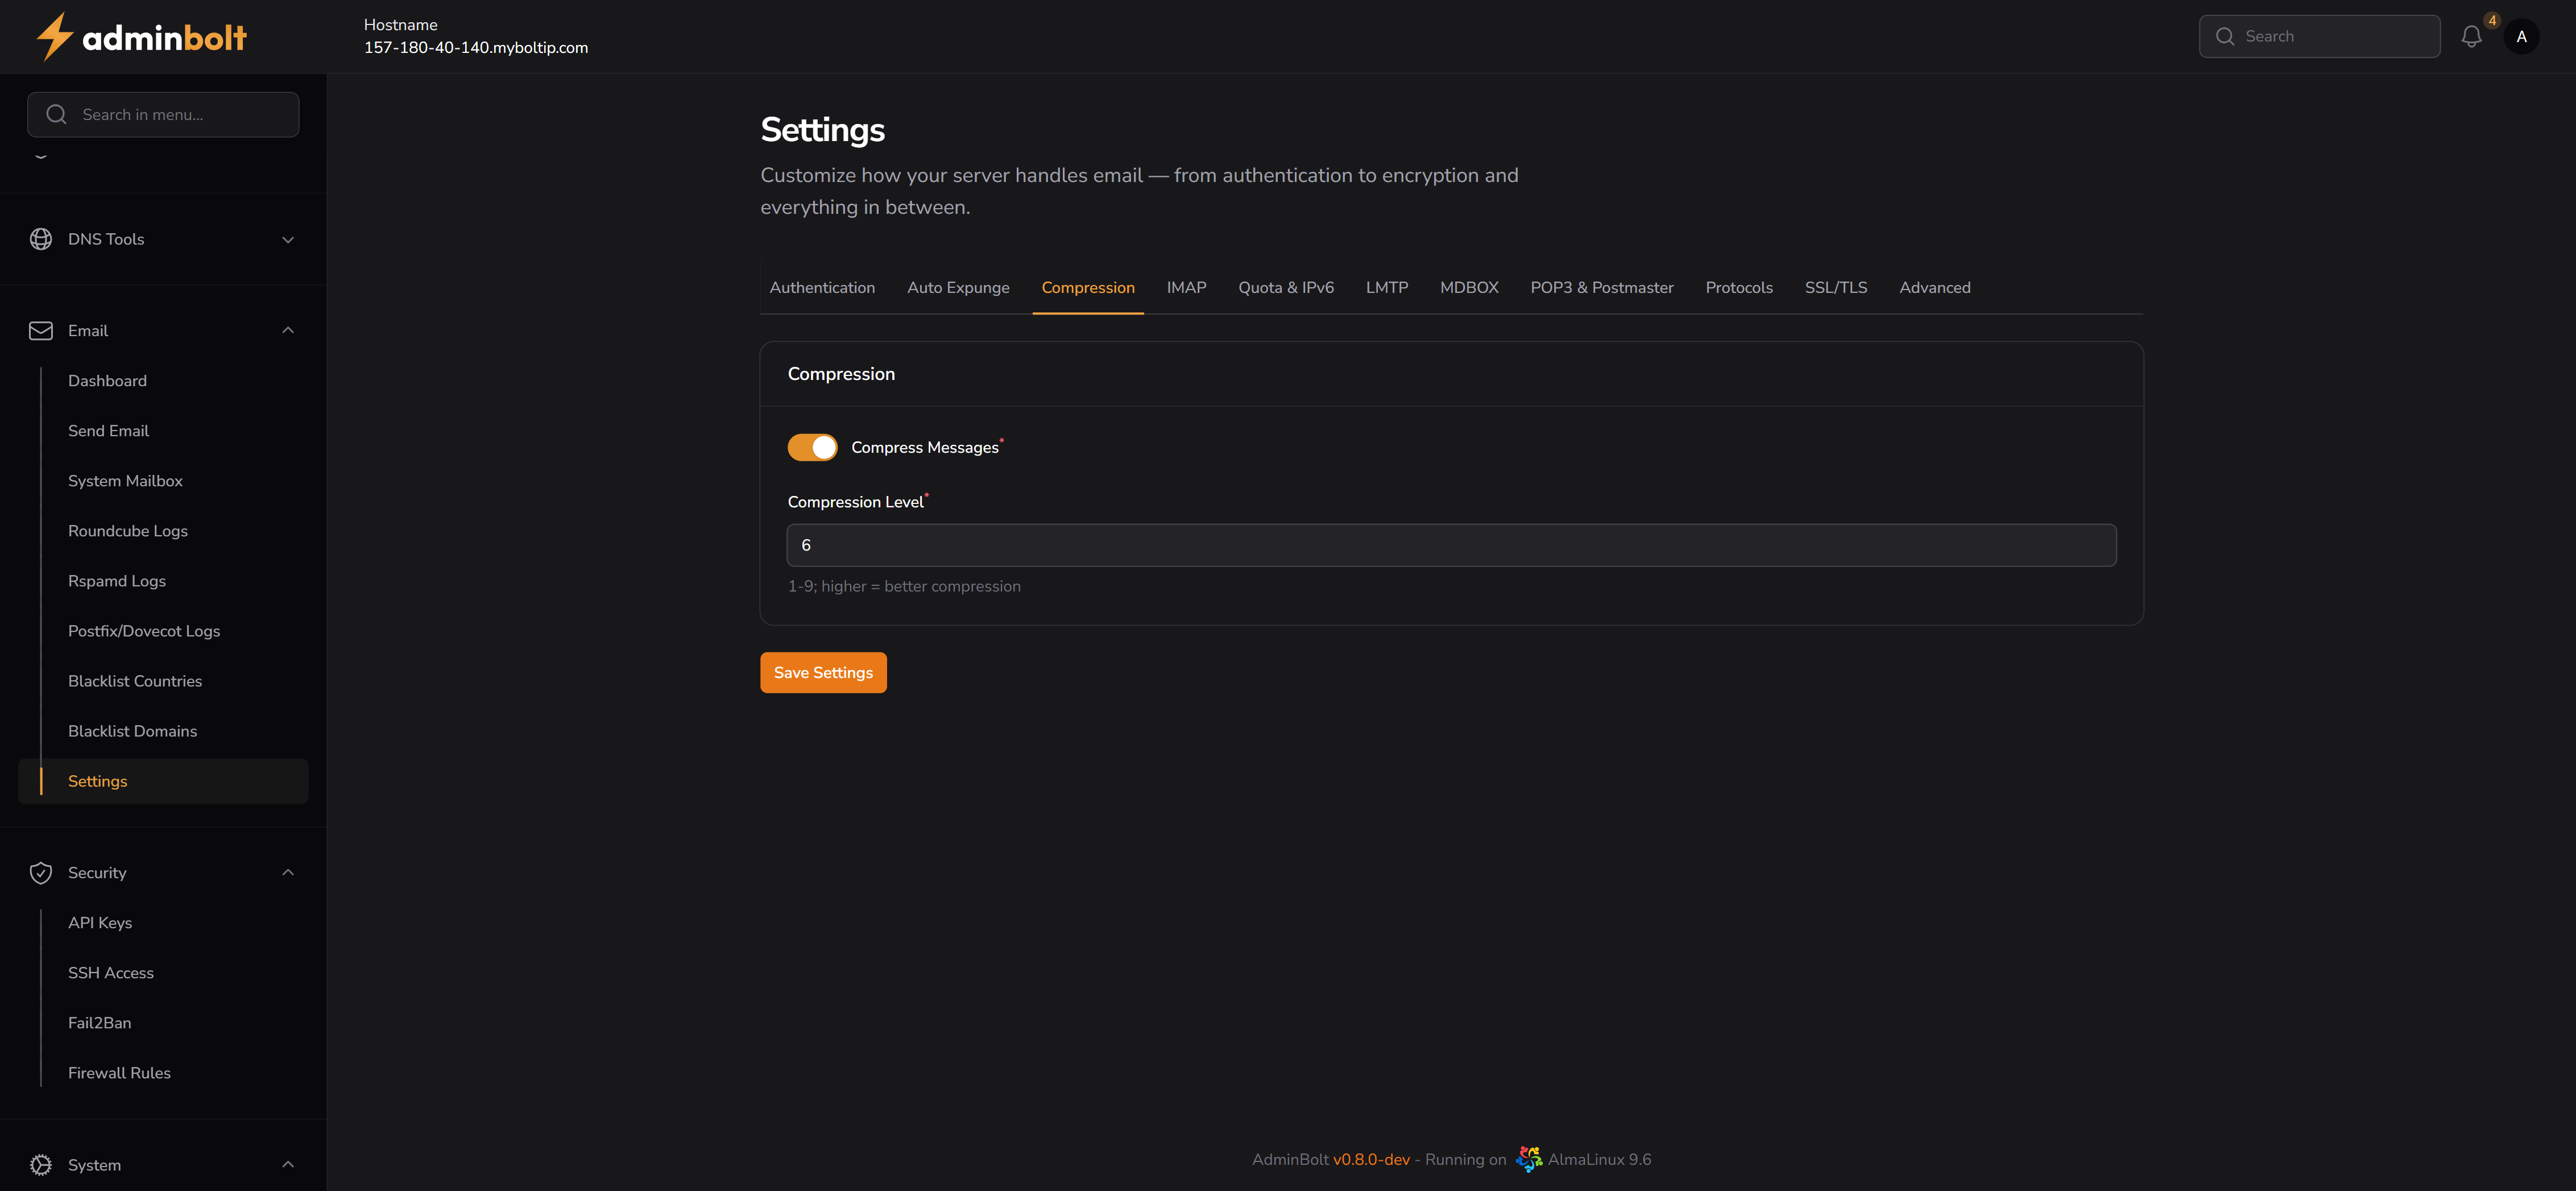 adminbolt
Hostname
157-180-40-140.myboltip.com
Search
4
A
Search in menu...
DNS Tools
Email
Dashboard
Send Email
System Mailbox
Roundcube Logs
Rspamd Logs
Postfix/Dovecot Logs
Blacklist Countries
Blacklist Domains
Settings
Security
API Keys
SSH Access
Fail2Ban
Firewall Rules
System
Settings
Customize how your server handles email — from authentication to encryption and
everything in between.
Authentication Auto Expunge Compression IMAP Quota & IPv6 LMTP MDBOX POP3 & Postmaster Protocols SSL/TLS Advanced
Compression
Compress Messages*
Compression Level*
6
1-9; higher = better compression
Save Settings
AdminBolt v0.8.0-dev - Running on AlmaLinux 9.6